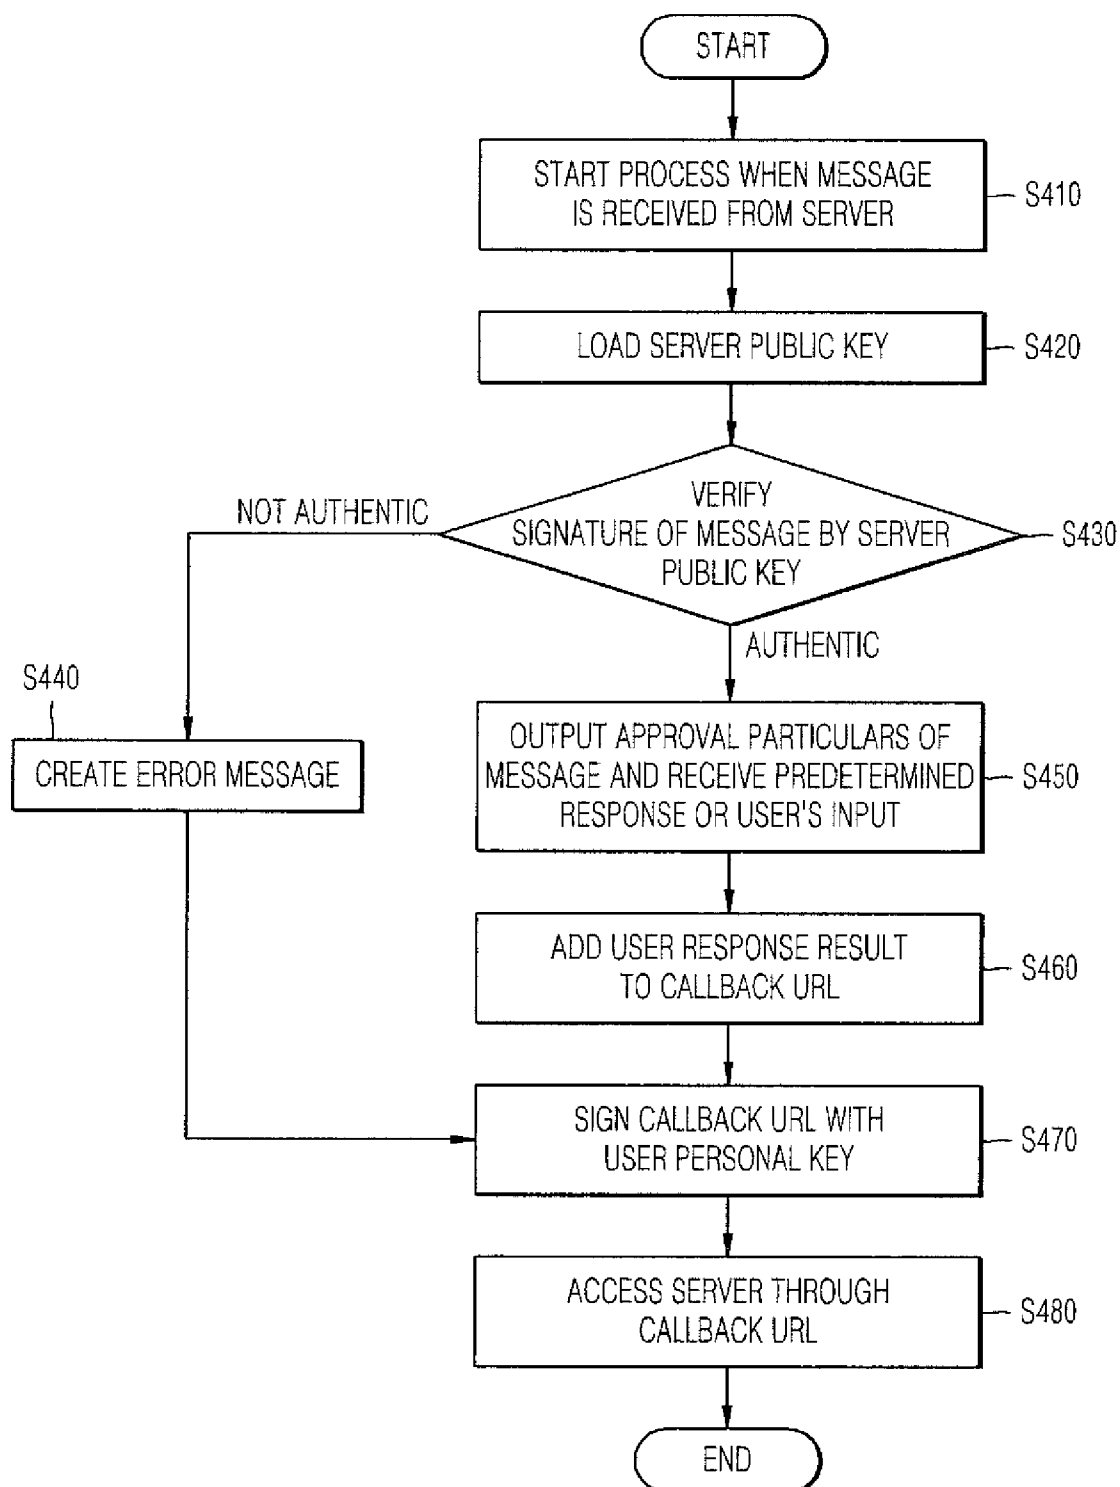 START
START PROCESS WHEN MESSAGE
IS RECEIVED FROM SERVER
S410
LOAD SERVER PUBLIC KEY
S420
VERIFY
SIGNATURE OF MESSAGE BY SERVER
PUBLIC KEY
S430
NOT AUTHENTIC
AUTHENTIC
S440
CREATE ERROR MESSAGE
OUTPUT APPROVAL PARTICULARS OF
MESSAGE AND RECEIVE PREDETERMINED
RESPONSE OR USER'S INPUT
S450
ADD USER RESPONSE RESULT
TO CALLBACK URL
S460
SIGN CALLBACK URL WITH
USER PERSONAL KEY
S470
ACCESS SERVER THROUGH
CALLBACK URL
S480
END